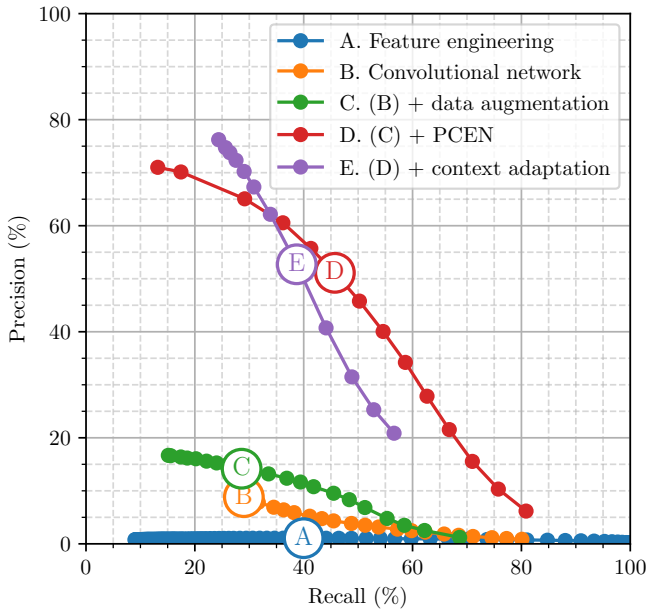 100
80
60
40
20
0
Precision (%)
A. Feature engineering
B. Convolutional network
C. (B) + data augmentation
D. (C) + PCEN
E. (D) + context adaptation
E
D
C
B
A
0 20 40 60 80 100
Recall (%)